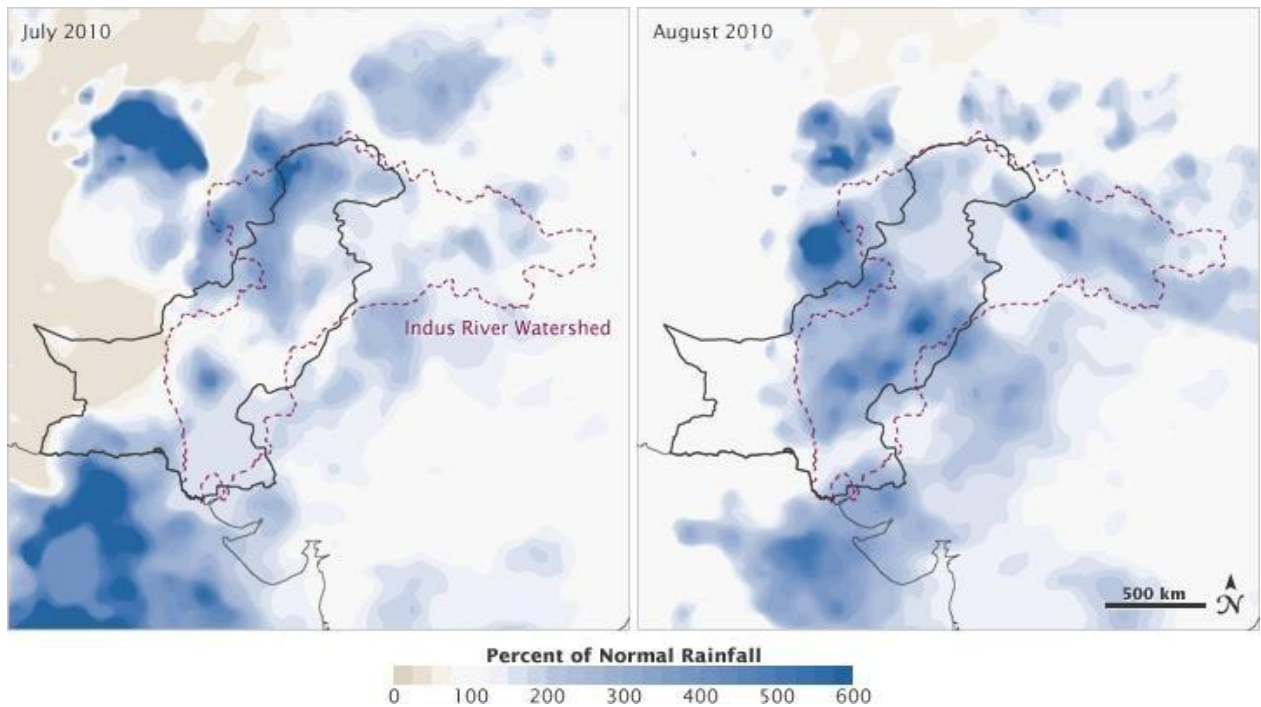 July 2010
August 2010
Indus River Watershed
500 km
N
Percent of Normal Rainfall
0 100 200 300 400 500 600